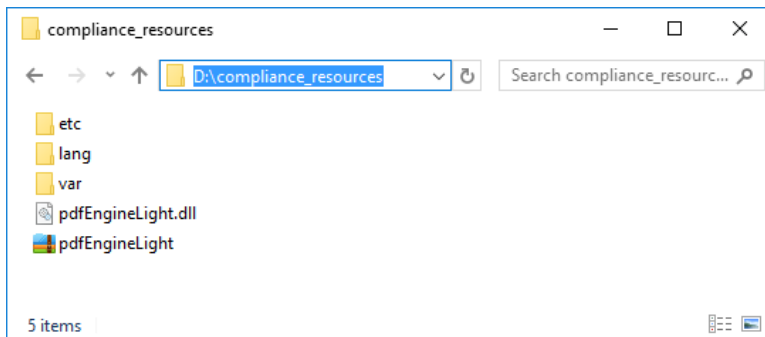 compliance_resources
D:\compliance_resources
Search compliance_resourc...
etc
lang
var
pdfEngineLight.dll
pdfEngineLight
5 items